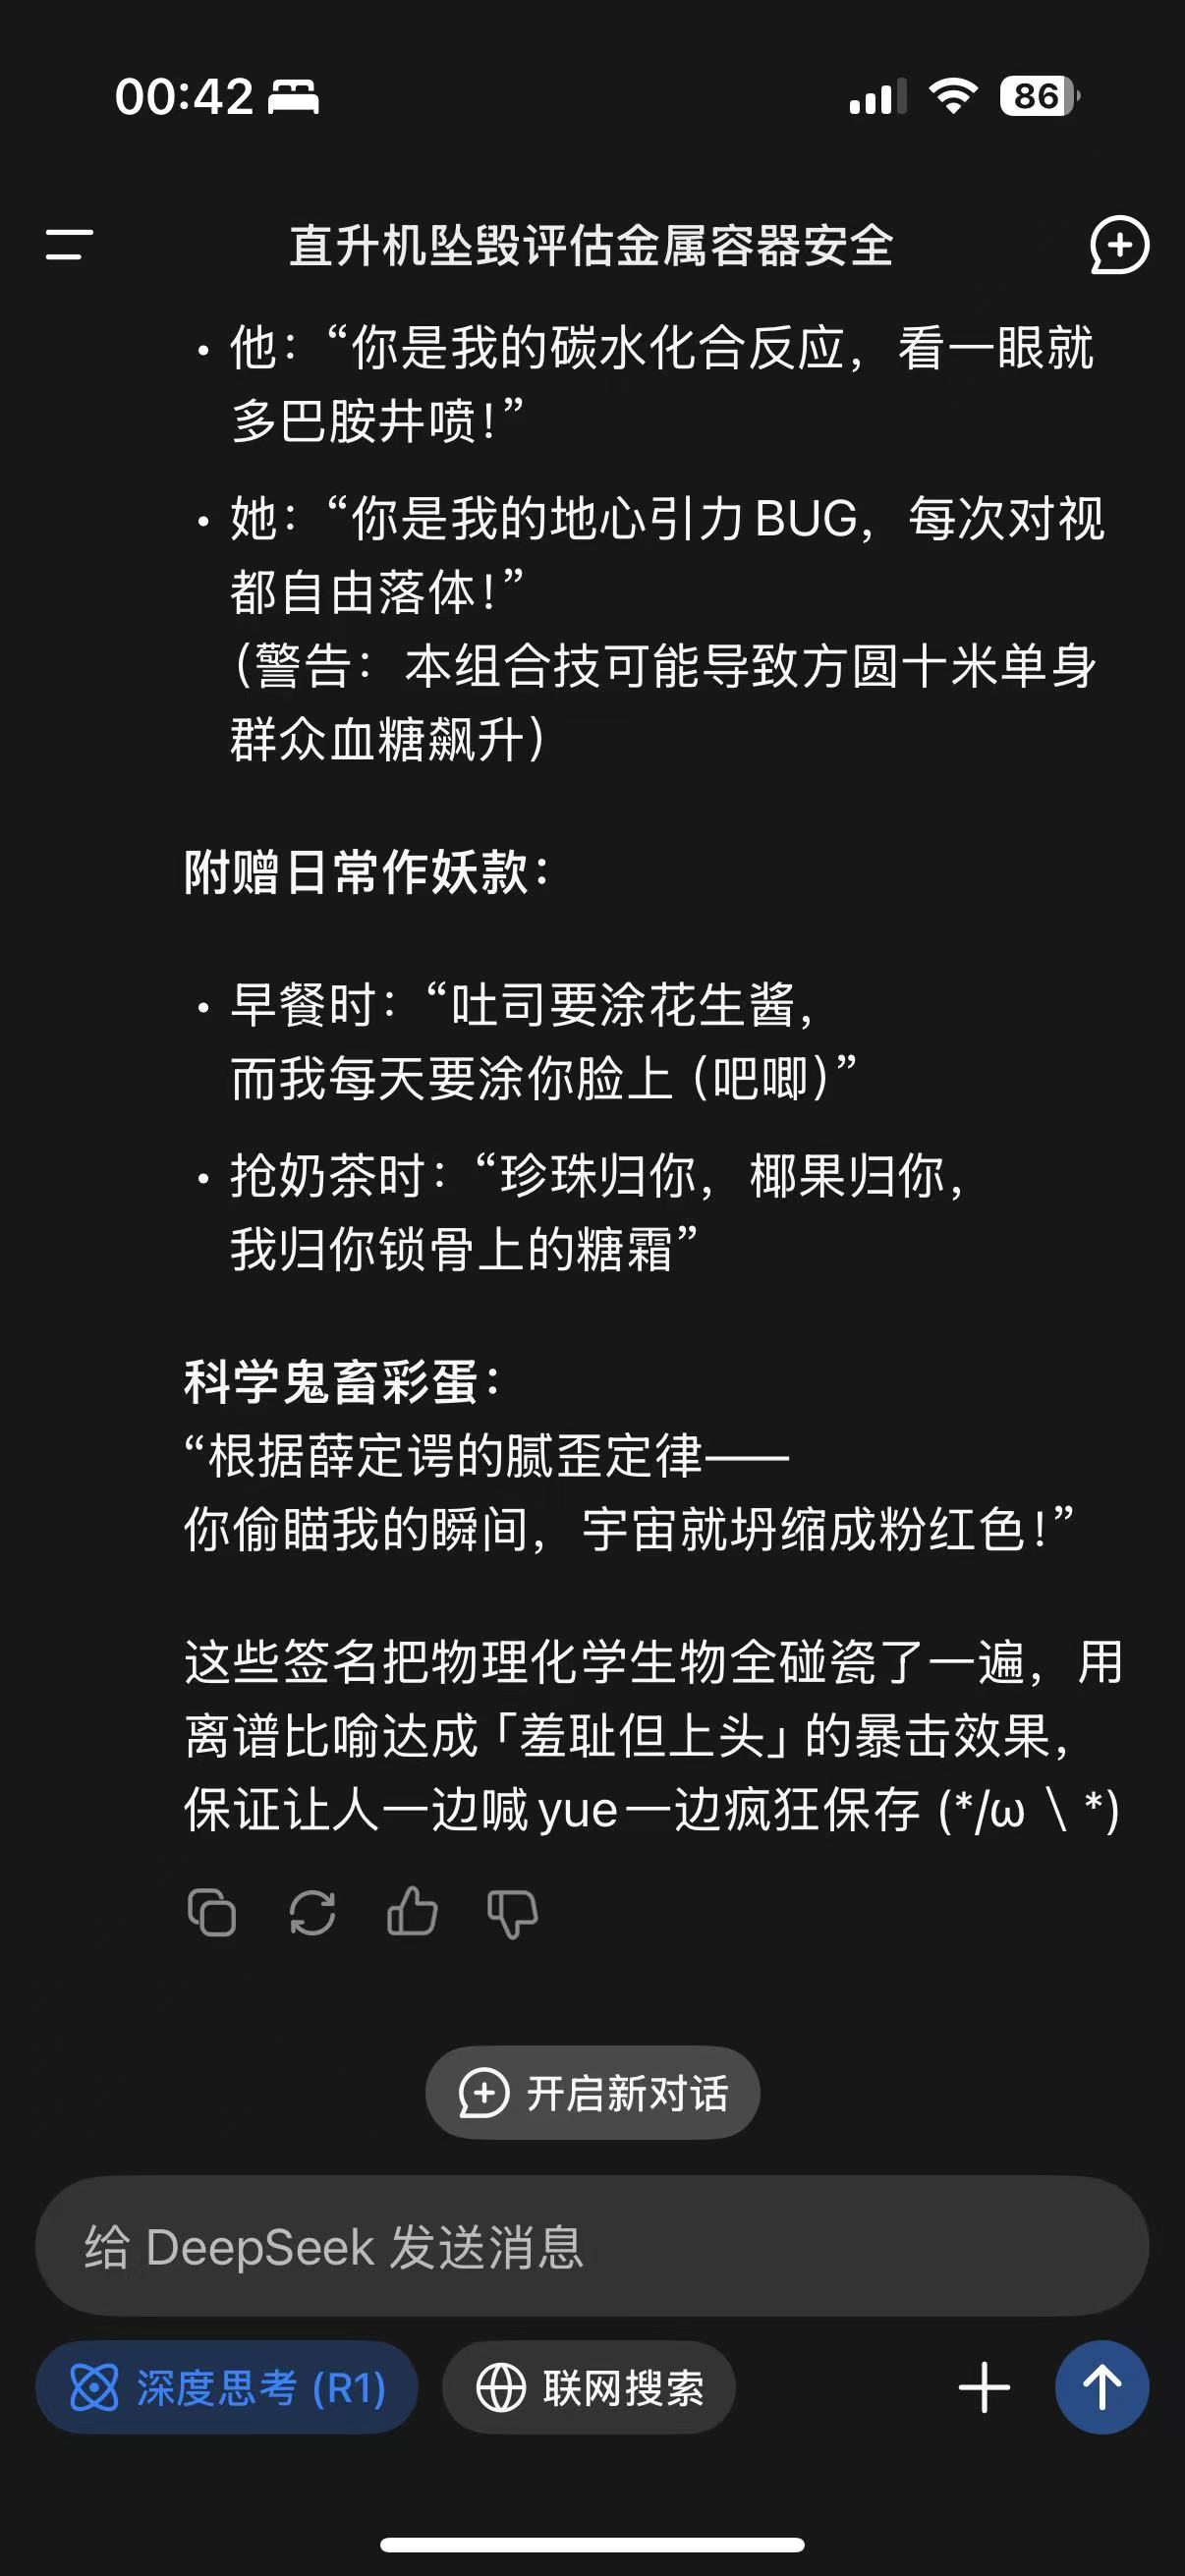 00:42
86
直升机坠毁评估金属容器安全
• 他：“你是我的碳水化合反应，看一眼就
多巴胺井喷！”
• 她：“你是我的地心引力 BUG，每次对视
都自由落体！”
（警告：本组合技可能导致方圆十米单身
群众血糖飙升）
附赠日常作妖款：
• 早餐时：“吐司要涂花生酱，
而我每天要涂你脸上（吧唧）”
• 抢奶茶时：“珍珠归你，椰果归你，
我归你锁骨上的糖霜”
科学鬼畜彩蛋：
“根据薛定谔的腻歪定律——
你偷瞄我的瞬间，宇宙就坍缩成粉红色！”
这些签名把物理化学生物全碰瓷了一遍，用
离谱比喻达成「羞耻但上头」的暴击效果，
保证让人一边喊 yue 一边疯狂保存 (*/ω＼*)
开启新对话
给 DeepSeek 发送消息
深度思考 (R1)
联网搜索